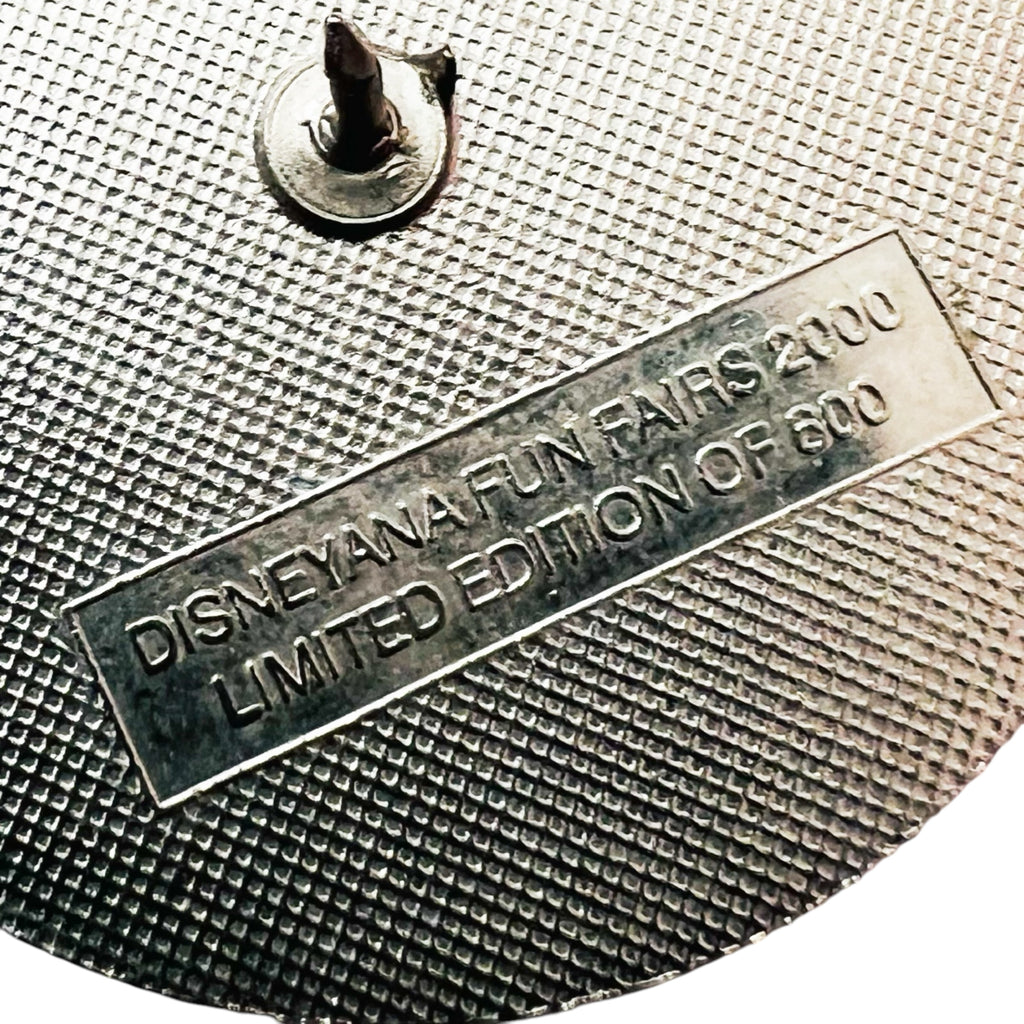 DISNEYANA FUN FAIRS 2000
LIMITED EDITION OF 800